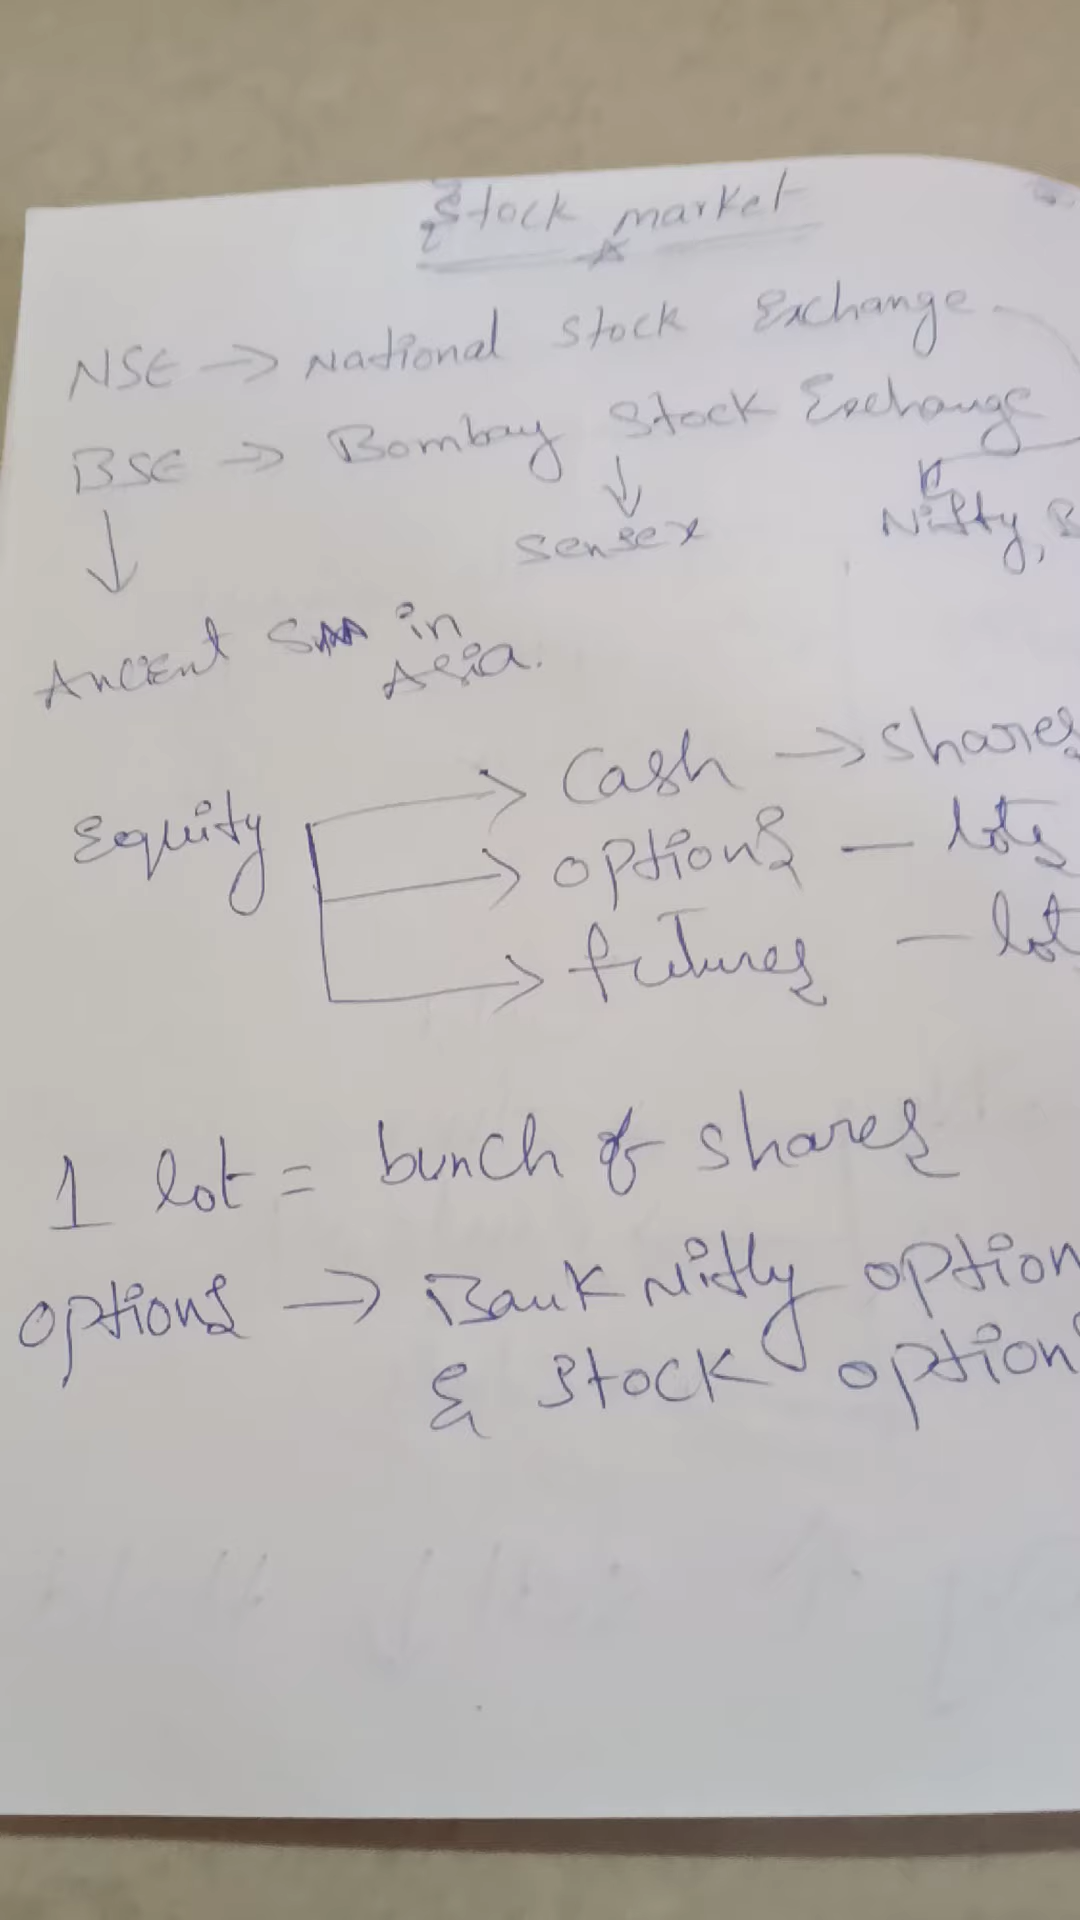 Stock market
NSE → National Stock Exchange
BSE → Bombay Stock Exchange
↓ ↓
Sensex Nifty, B
Ancient in
Asia.
Equity → Cash → shares
→ options — lots
→ futures — lot
1 lot = bunch of shares
options → Bank Nifty option
& Stock option